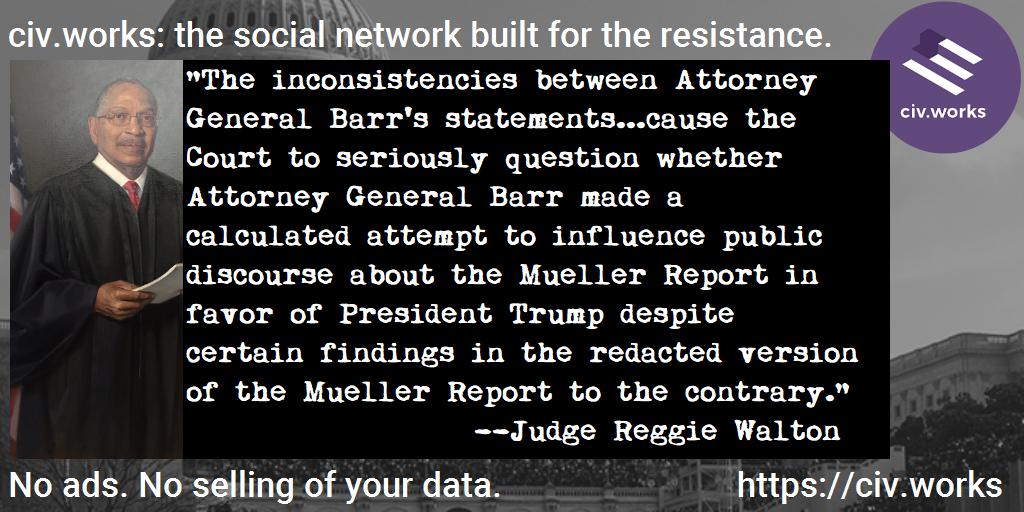 civ.works: the social network built for the resistance.
civ.works
"The inconsistencies between Attorney
General Barr's statements...cause the
Court to seriously question whether
Attorney General Barr made a
calculated attempt to influence public
discourse about the Mueller Report in
favor of President Trump despite
certain findings in the redacted version
of the Mueller Report to the contrary."
--Judge Reggie Walton
No ads. No selling of your data.
https://civ.works